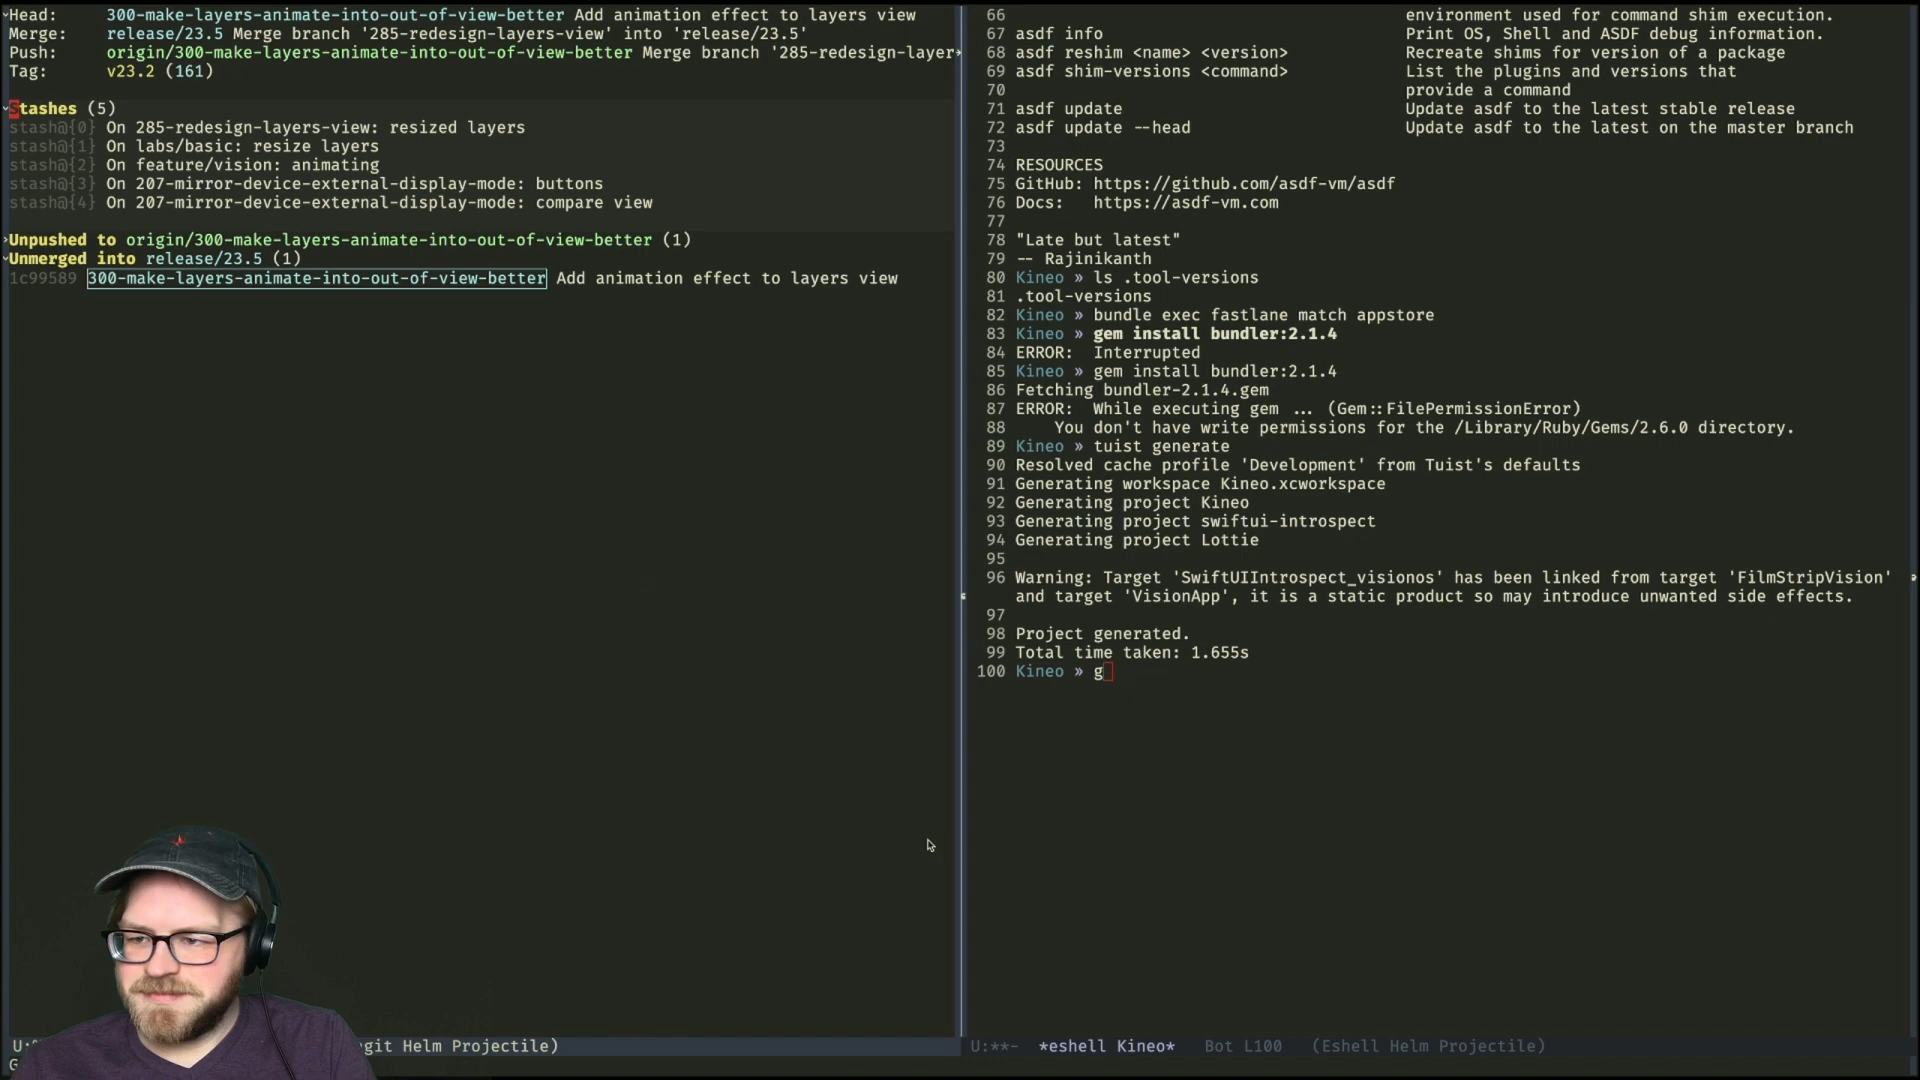 Head:     300-make-layers-animate-into-out-of-view-better Add animation effect to layers view
Merge:    release/23.5 Merge branch '285-redesign-layers-view' into 'release/23.5'
Push:     origin/300-make-layers-animate-into-out-of-view-better Merge branch '285-redesign-layer
Tag:      v23.2 (161)
Stashes (5)
stash@{0} On 285-redesign-layers-view: resized layers
stash@{1} On labs/basic: resize layers
stash@{2} On feature/vision: animating
stash@{3} On 207-mirror-device-external-display-mode: buttons
stash@{4} On 207-mirror-device-external-display-mode: compare view
Unpushed to origin/300-make-layers-animate-into-out-of-view-better (1)
Unmerged into release/23.5 (1)
1c99589 300-make-layers-animate-into-out-of-view-better Add animation effect to layers view
git Helm Projectile)
66 environment used for command shim execution.
67 asdf info Print OS, Shell and ASDF debug information.
68 asdf reshim <name> <version> Recreate shims for version of a package
69 asdf shim-versions <command> List the plugins and versions that
70 provide a command
71 asdf update Update asdf to the latest stable release
72 asdf update --head Update asdf to the latest on the master branch
73
74 RESOURCES
75 GitHub: https://github.com/asdf-vm/asdf
76 Docs:   https://asdf-vm.com
77
78 "Late but latest"
79 -- Rajinikanth
80 Kineo » ls .tool-versions
81 .tool-versions
82 Kineo » bundle exec fastlane match appstore
83 Kineo » gem install bundler:2.1.4
84 ERROR:  Interrupted
85 Kineo » gem install bundler:2.1.4
86 Fetching bundler-2.1.4.gem
87 ERROR:  While executing gem ... (Gem::FilePermissionError)
88     You don't have write permissions for the /Library/Ruby/Gems/2.6.0 directory.
89 Kineo » tuist generate
90 Resolved cache profile 'Development' from Tuist's defaults
91 Generating workspace Kineo.xcworkspace
92 Generating project Kineo
93 Generating project swiftui-introspect
94 Generating project Lottie
95
96 Warning: Target 'SwiftUIIntrospect_visionos' has been linked from target 'FilmStripVision'
and target 'VisionApp', it is a static product so may introduce unwanted side effects.
97
98 Project generated.
99 Total time taken: 1.655s
100 Kineo » g
U:**-  *eshell Kineo*   Bot L100   (Eshell Helm Projectile)